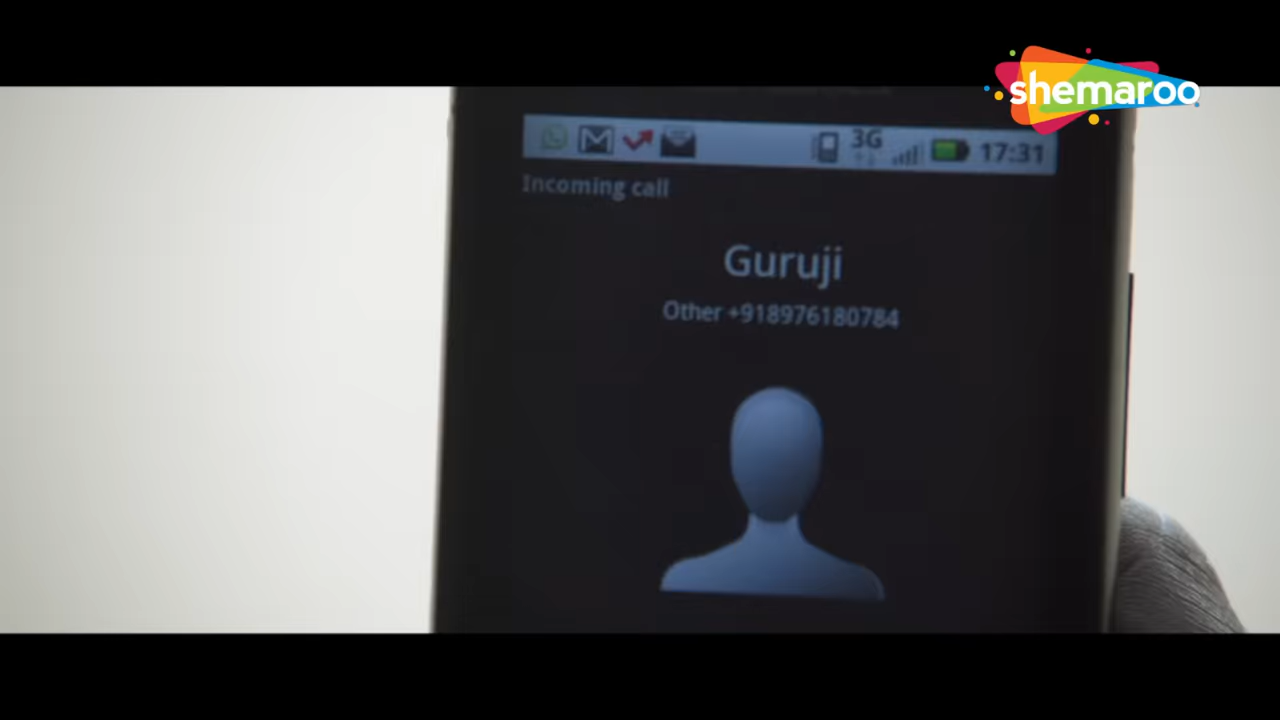 shemaroo
3G 17:31
Incoming call
Guruji
Other +918976180784